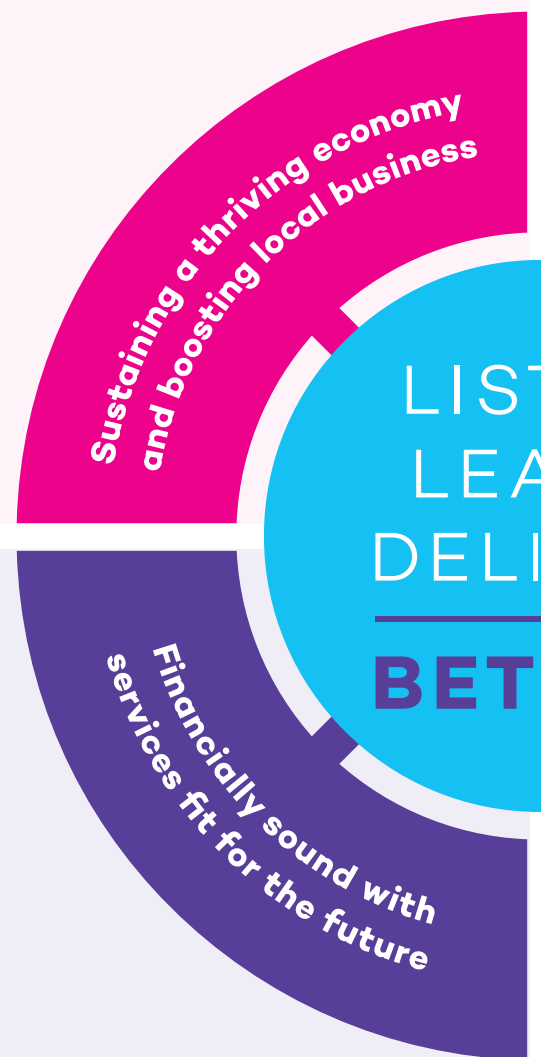 Sustaining a thriving economy
and boosting local business
LIST
LEA
DELI
BET
Financially sound with
services fit for the future